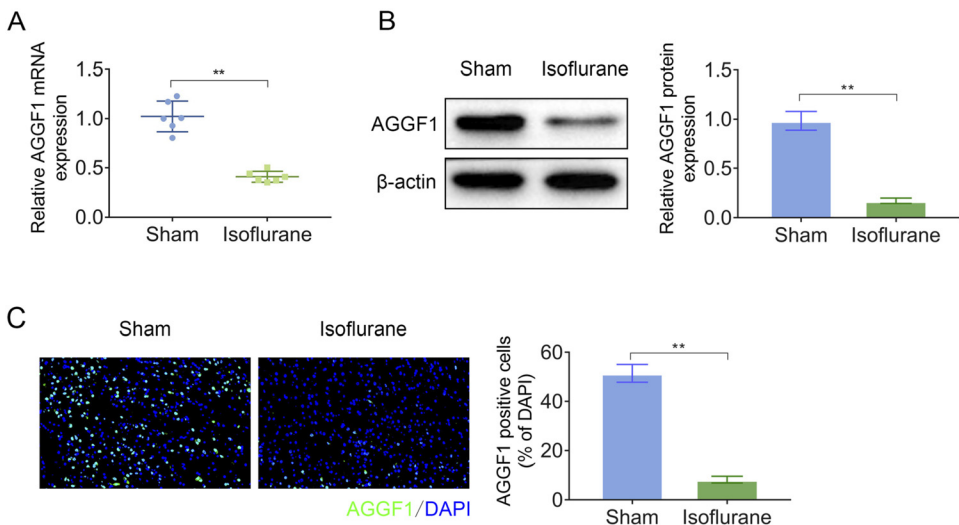 A
Relative AGGF1 mRNA
expression
1.5
1.0
0.5
0.0
**
Sham
Isoflurane
B
Sham
Isoflurane
AGGF1
β-actin
Relative AGGF1 protein
expression
1.5
1.0
0.5
0.0
**
Sham
Isoflurane
C
Sham
Isoflurane
AGGF1/DAPI
AGGF1 positive cells
(% of DAPI)
60
40
20
0
**
Sham
Isoflurane